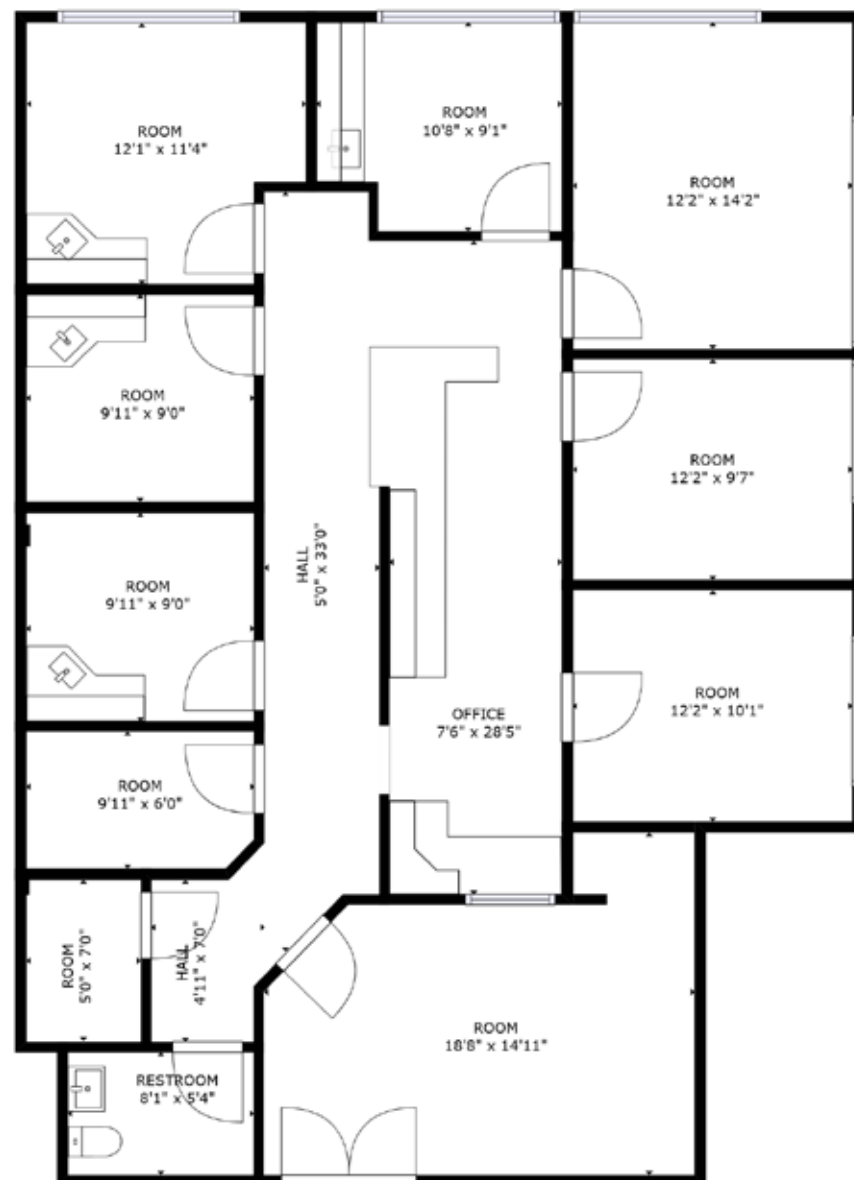 ROOM
12'1" x 11'4"
ROOM
10'8" x 9'1"
ROOM
12'2" x 14'2"
ROOM
9'11" x 9'0"
ROOM
12'2" x 9'7"
HALL
5'0" x 33'0"
ROOM
9'11" x 9'0"
ROOM
12'2" x 10'1"
OFFICE
7'6" x 28'5"
ROOM
9'11" x 6'0"
ROOM
5'0" x 7'0"
HALL
4'11" x 7'0"
ROOM
18'8" x 14'11"
RESTROOM
8'1" x 5'4"